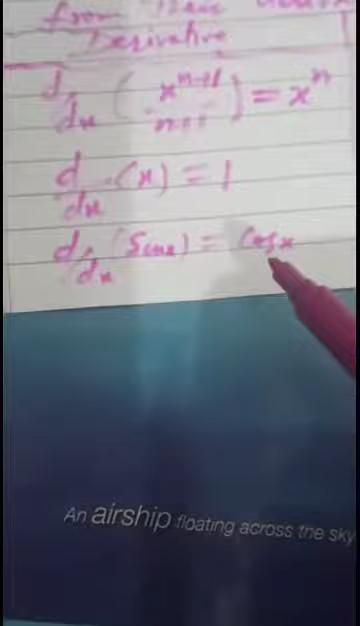 from
Derivative
d/dx (x^(n+1)/n+1) = x^n
d/dx (x) = 1
d/dx (Sinx) = Cosx
An airship floating across the sky